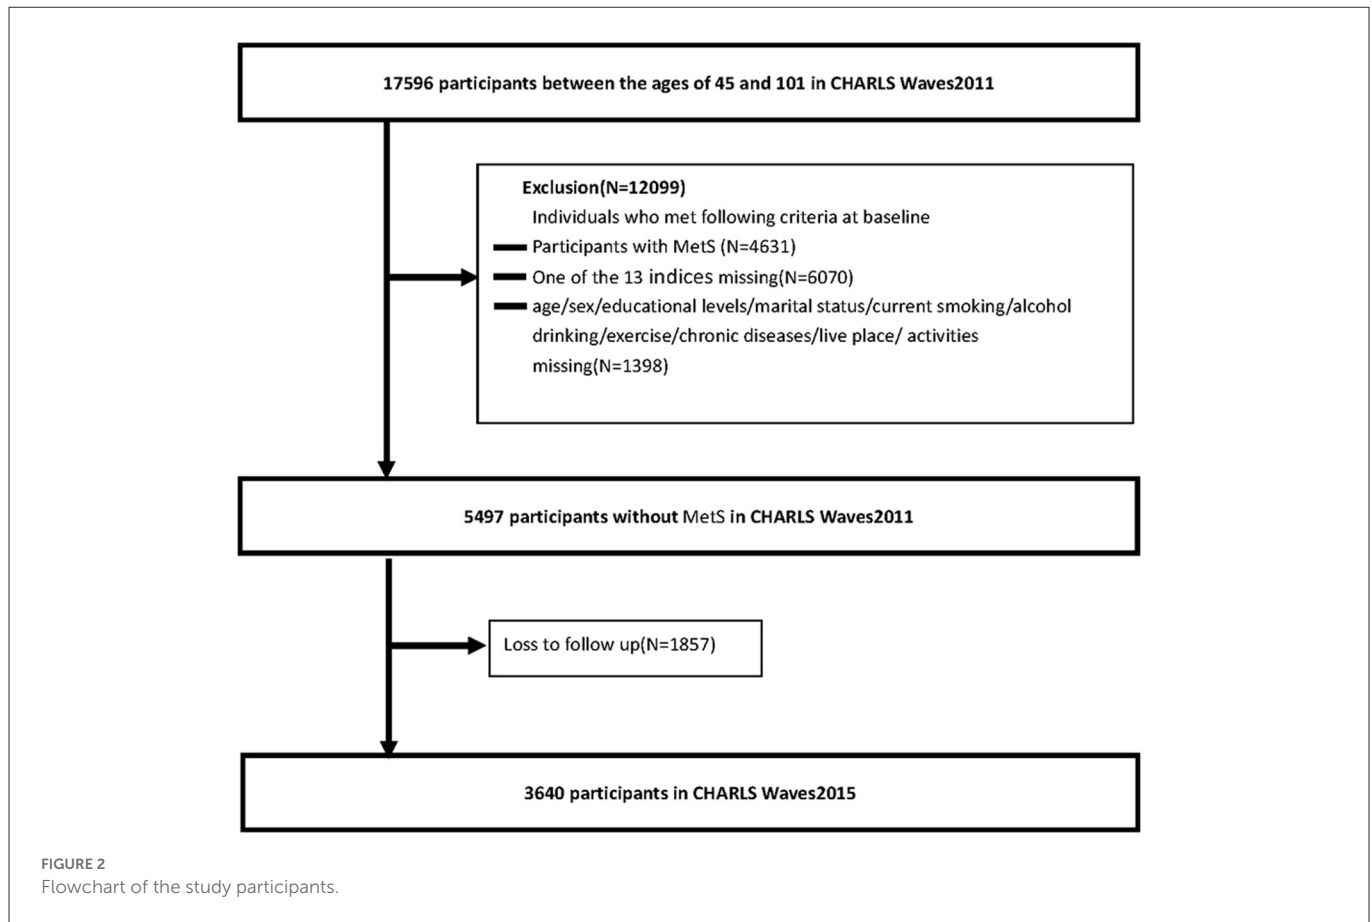 17596 participants between the ages of 45 and 101 in CHARLS Waves2011
Exclusion(N=12099)
Individuals who met following criteria at baseline
Participants with MetS (N=4631)
One of the 13 indices missing(N=6070)
age/sex/educational levels/marital status/current smoking/alcohol
drinking/exercise/chronic diseases/live place/ activities
missing(N=1398)
5497 participants without MetS in CHARLS Waves2011
Loss to follow up(N=1857)
3640 participants in CHARLS Waves2015
FIGURE 2
Flowchart of the study participants.